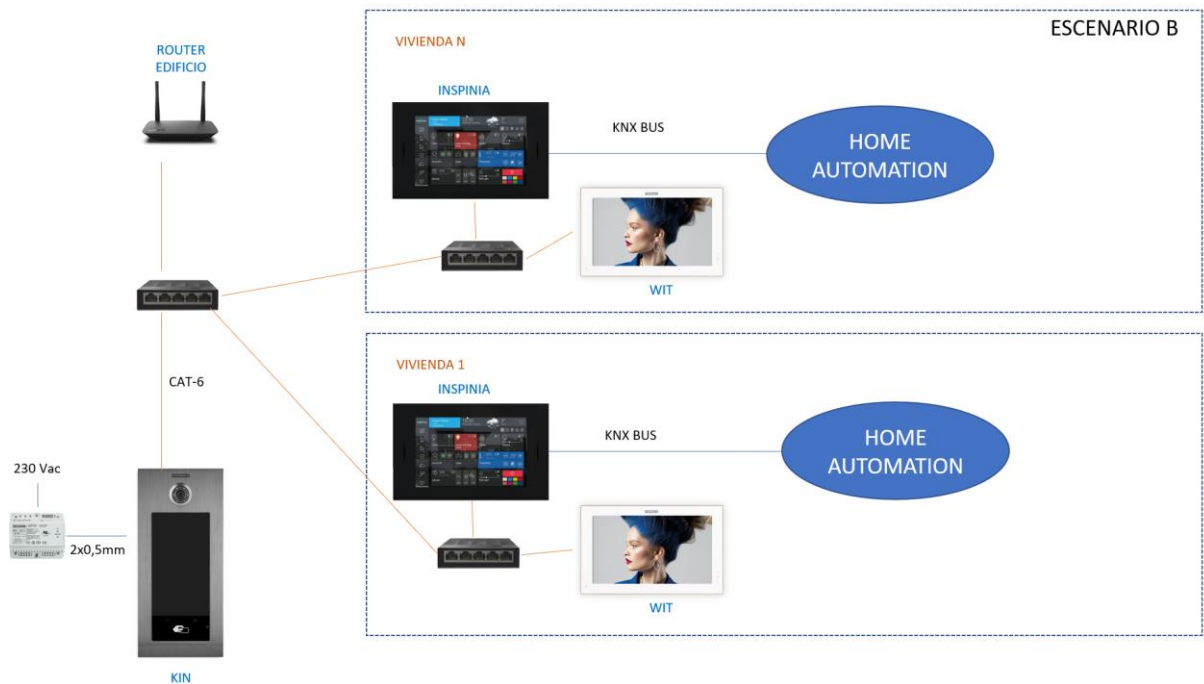 ESCENARIO B
ROUTER
EDIFICIO
VIVIENDA N
INSPINIA
KNX BUS
HOME
AUTOMATION
WIT
CAT-6
VIVIENDA 1
INSPINIA
KNX BUS
HOME
AUTOMATION
WIT
230 Vac
2x0,5mm
KIN